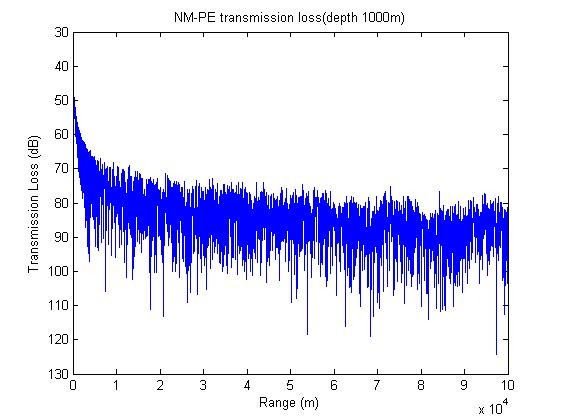 NM-PE transmission loss(depth 1000m)
30
40
50
60
70
80
90
100
110
120
130
Transmission Loss (dB)
0 1 2 3 4 5 6 7 8 9 10
Range (m)
x 10^4